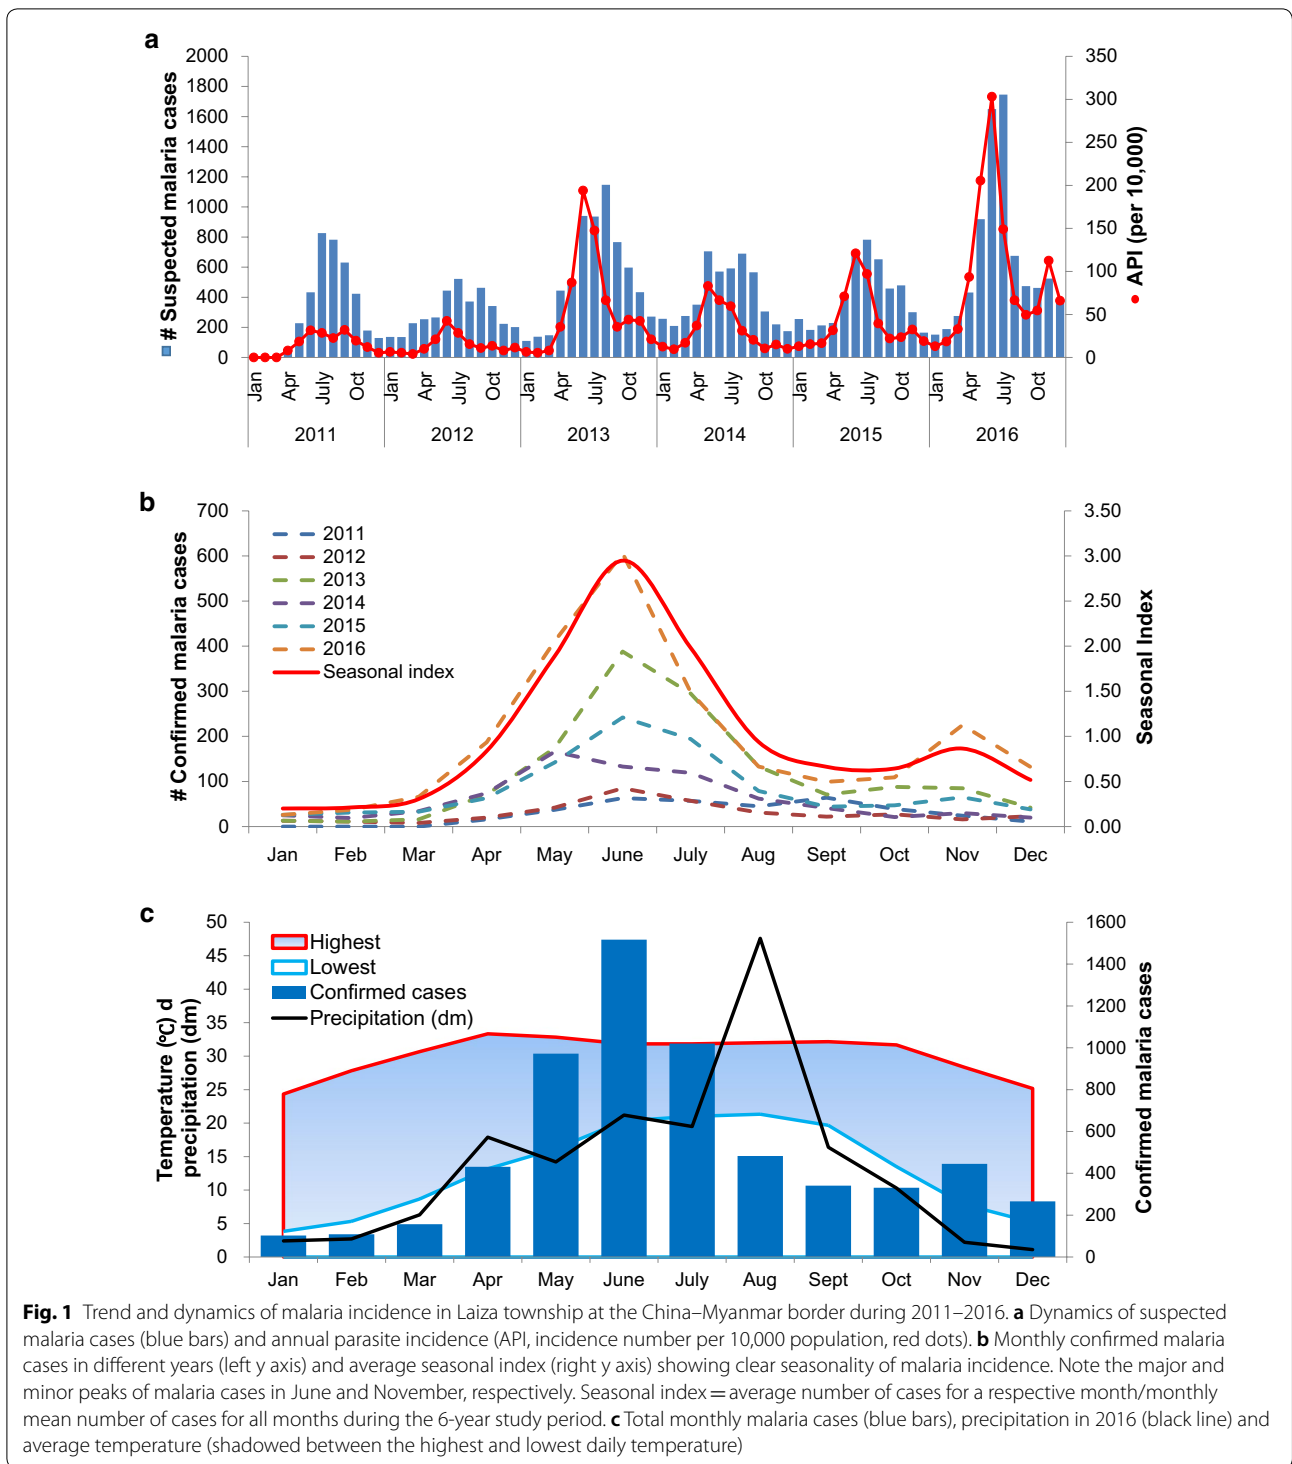 a
# Suspected malaria cases
2000
1800
1600
1400
1200
1000
800
600
400
200
0
350
300
250
200
150
100
50
0
API (per 10,000)
Jan Apr July Oct Jan Apr July Oct Jan Apr July Oct Jan Apr July Oct Jan Apr July Oct Jan Apr July Oct
2011 2012 2013 2014 2015 2016
b
# Confirmed malaria cases
700
600
500
400
300
200
100
0
2011
2012
2013
2014
2015
2016
Seasonal index
3.50
3.00
2.50
2.00
1.50
1.00
0.50
0.00
Seasonal Index
Jan Feb Mar Apr May June July Aug Sept Oct Nov Dec
c
Temperature (℃) d
precipitation (dm)
50
45
40
35
30
25
20
15
10
5
0
Highest
Lowest
Confirmed cases
Precipitation (dm)
1600
1400
1200
1000
800
600
400
200
0
Confirmed malaria cases
Jan Feb Mar Apr May June July Aug Sept Oct Nov Dec
Fig. 1 Trend and dynamics of malaria incidence in Laiza township at the China–Myanmar border during 2011–2016. a Dynamics of suspected
malaria cases (blue bars) and annual parasite incidence (API, incidence number per 10,000 population, red dots). b Monthly confirmed malaria
cases in different years (left y axis) and average seasonal index (right y axis) showing clear seasonality of malaria incidence. Note the major and
minor peaks of malaria cases in June and November, respectively. Seasonal index = average number of cases for a respective month/monthly
mean number of cases for all months during the 6-year study period. c Total monthly malaria cases (blue bars), precipitation in 2016 (black line) and
average temperature (shadowed between the highest and lowest daily temperature)